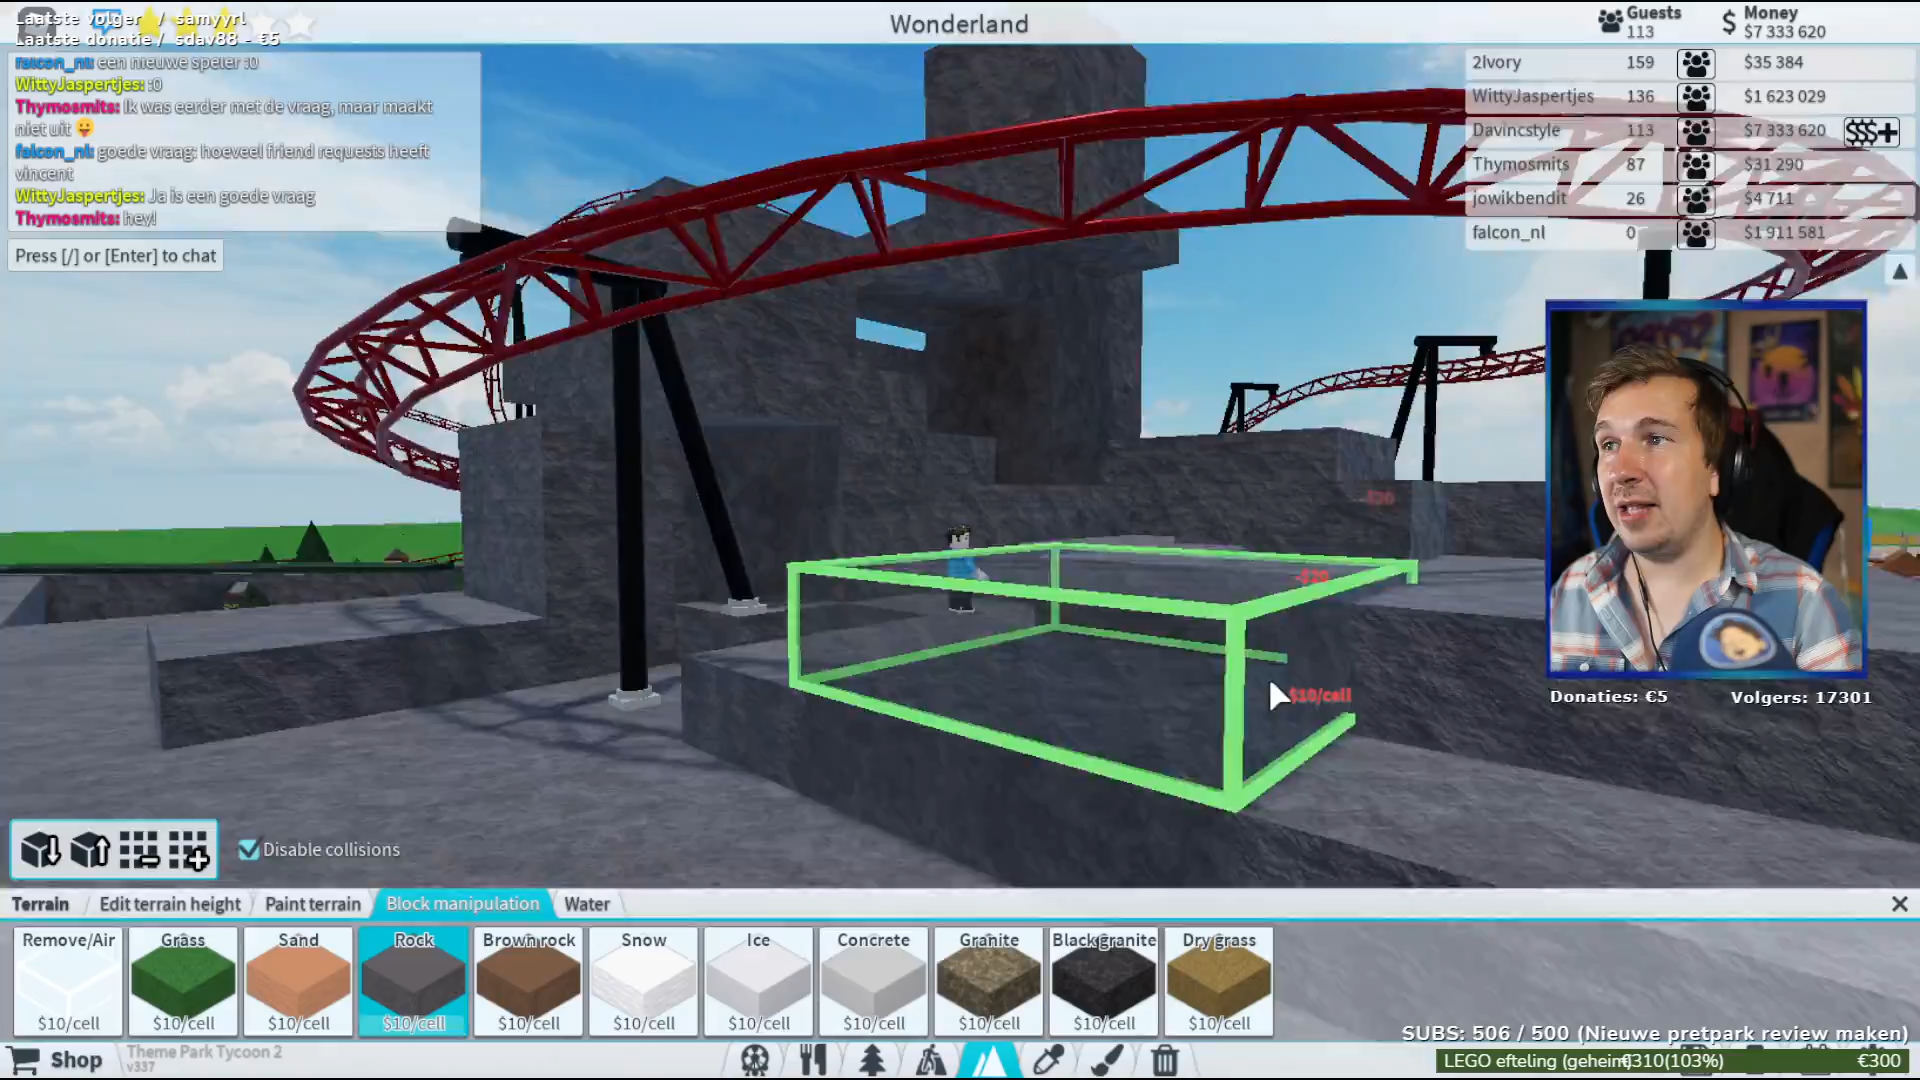 Laatste volger / samyyrl
Laatste donatie / sdav88 - €5
Wonderland
Guests
113
Money
$7 333 620
falcon_nl: een nieuwe speler :0
WittyJaspertjes: :0
Thymosmits: Ik was eerder met de vraag, maar maakt
niet uit 😛
falcon_nl: goede vraag: hoeveel friend requests heeft
vincent
WittyJaspertjes: Ja is een goede vraag
Thymosmits: hey!
Press [/] or [Enter] to chat
2Ivory 159 $35 384
WittyJaspertjes 136 $1 623 029
Davincstyle 113 $7 333 620 $$$+
Thymosmits 87 $31 290
jowikbendit 26 $4 711
falcon_nl 0 $1 911 581
$10/cell
Donaties: €5 Volgers: 17301
Disable collisions
Terrain Edit terrain height Paint terrain Block manipulation Water
Remove/Air Grass Sand Rock Brown rock Snow Ice Concrete Granite Black granite Dry grass
$10/cell $10/cell $10/cell $10/cell $10/cell $10/cell $10/cell $10/cell $10/cell $10/cell $10/cell
SUBS: 506 / 500 (Nieuwe pretpark review maken)
Shop
Theme Park Tycoon 2
v337
LEGO efteling (geheim) €310(103%) €300